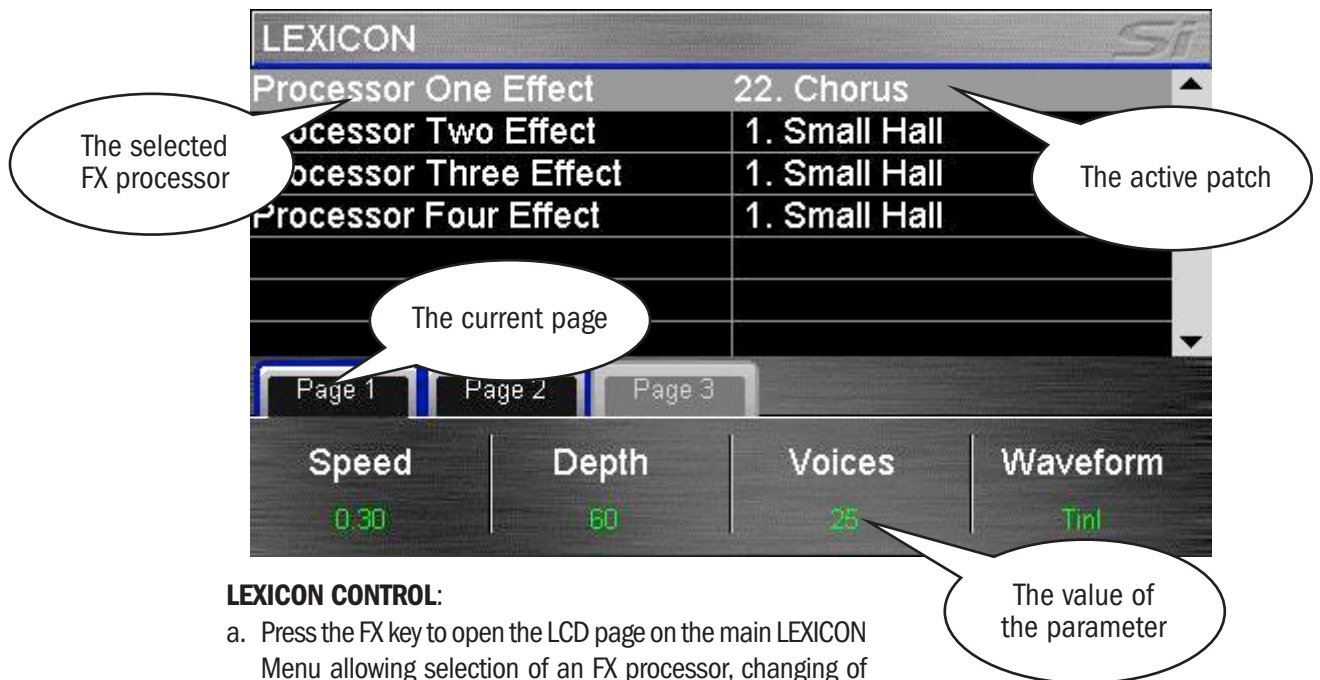 LEXICON
Si
Processor One Effect 22. Chorus
The selected
FX processor
ocessor Two Effect 1. Small Hall
ocessor Three Effect 1. Small Hall
The active patch
Processor Four Effect 1. Small Hall
The current page
Page 1 Page 2 Page 3
Speed Depth Voices Waveform
0.30 60 25
The value of
the parameter
LEXICON CONTROL:
a. Press the FX key to open the LCD page on the main LEXICON
Menu allowing selection of an FX processor, changing of